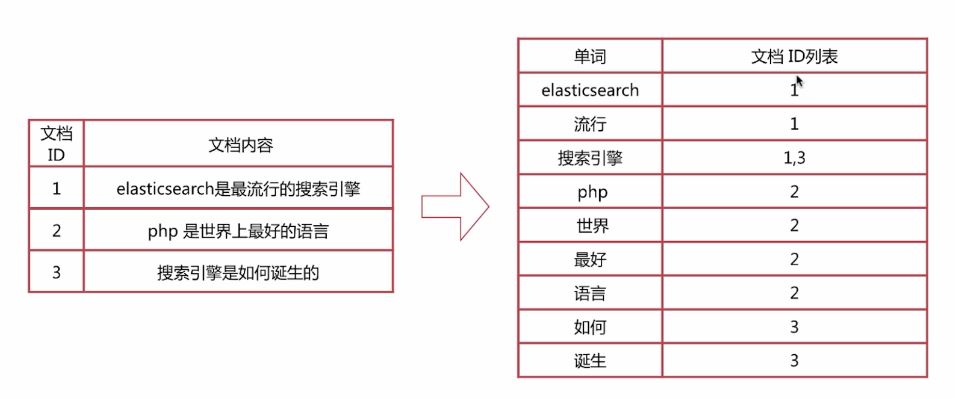 文档 ID 文档内容
1 elasticsearch是最流行的搜索引擎
2 php 是世界上最好的语言
3 搜索引擎是如何诞生的
单词 文档 ID列表
elasticsearch 1
流行 1
搜索引擎 1,3
php 2
世界 2
最好 2
语言 2
如何 3
诞生 3